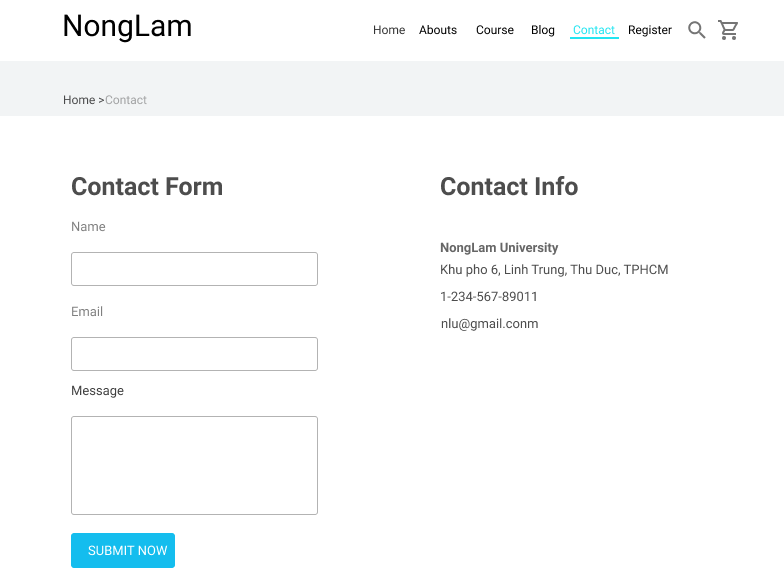 NongLam
Home Abouts Course Blog Contact Register
Home >Contact
Contact Form
Name
Email
Message
SUBMIT NOW
Contact Info
NongLam University
Khu pho 6, Linh Trung, Thu Duc, TPHCM
1-234-567-89011
nlu@gmail.conm